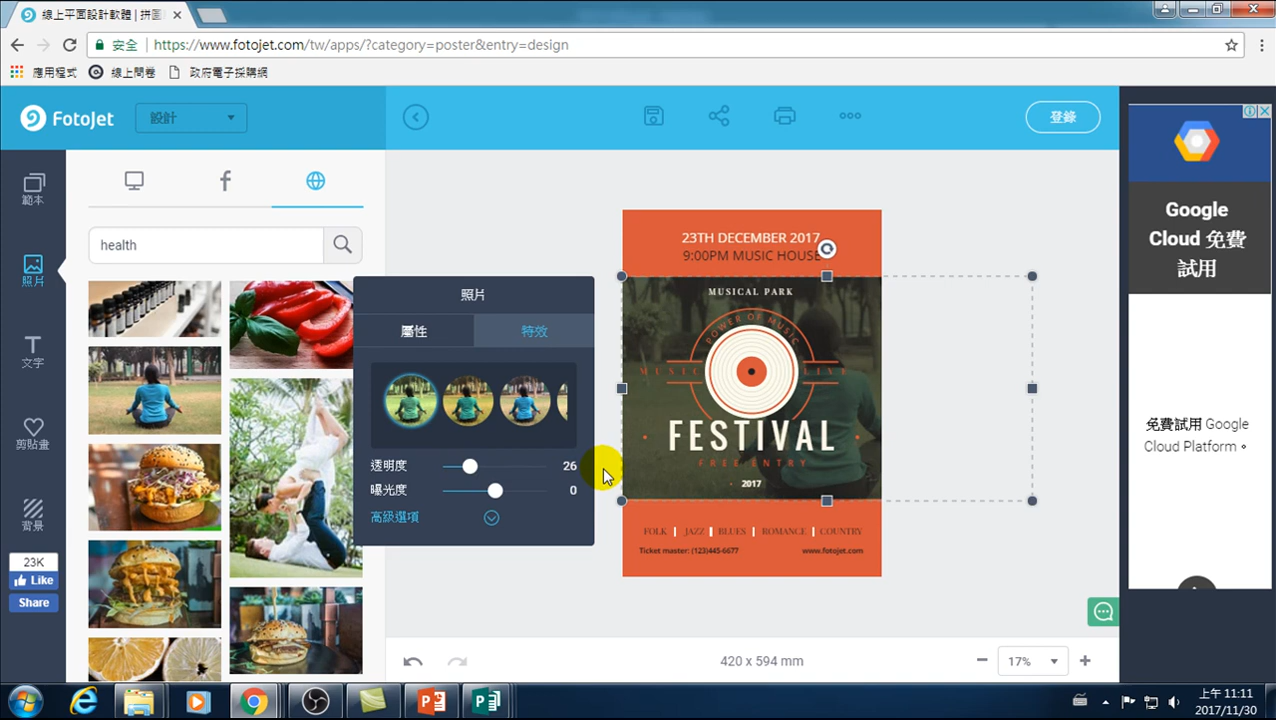 線上平面設計軟體 | 拼圖
安全
https://www.fotojet.com/tw/apps/?category=poster&entry=design
應用程式
線上問卷
政府電子採購網
FotoJet
設計
登錄
範本
照片
文字
剪貼畫
背景
23K
Like
Share
health
照片
屬性
特效
透明度
26
曝光度
0
高級選項
23TH DECEMBER 2017
9:00PM MUSIC HOUSE
MUSICAL PARK
POWER OF MUSIC
MUSIC LIVE
FESTIVAL
FREE ENTRY
2017
FOLK | JAZZ | BLUES | ROMANCE | COUNTRY
Ticket master: (123)445-6677
www.fotojet.com
420 x 594 mm
17%
Google
Cloud 免費
試用
免費試用 Google
Cloud Platform。
上午 11:11
2017/11/30